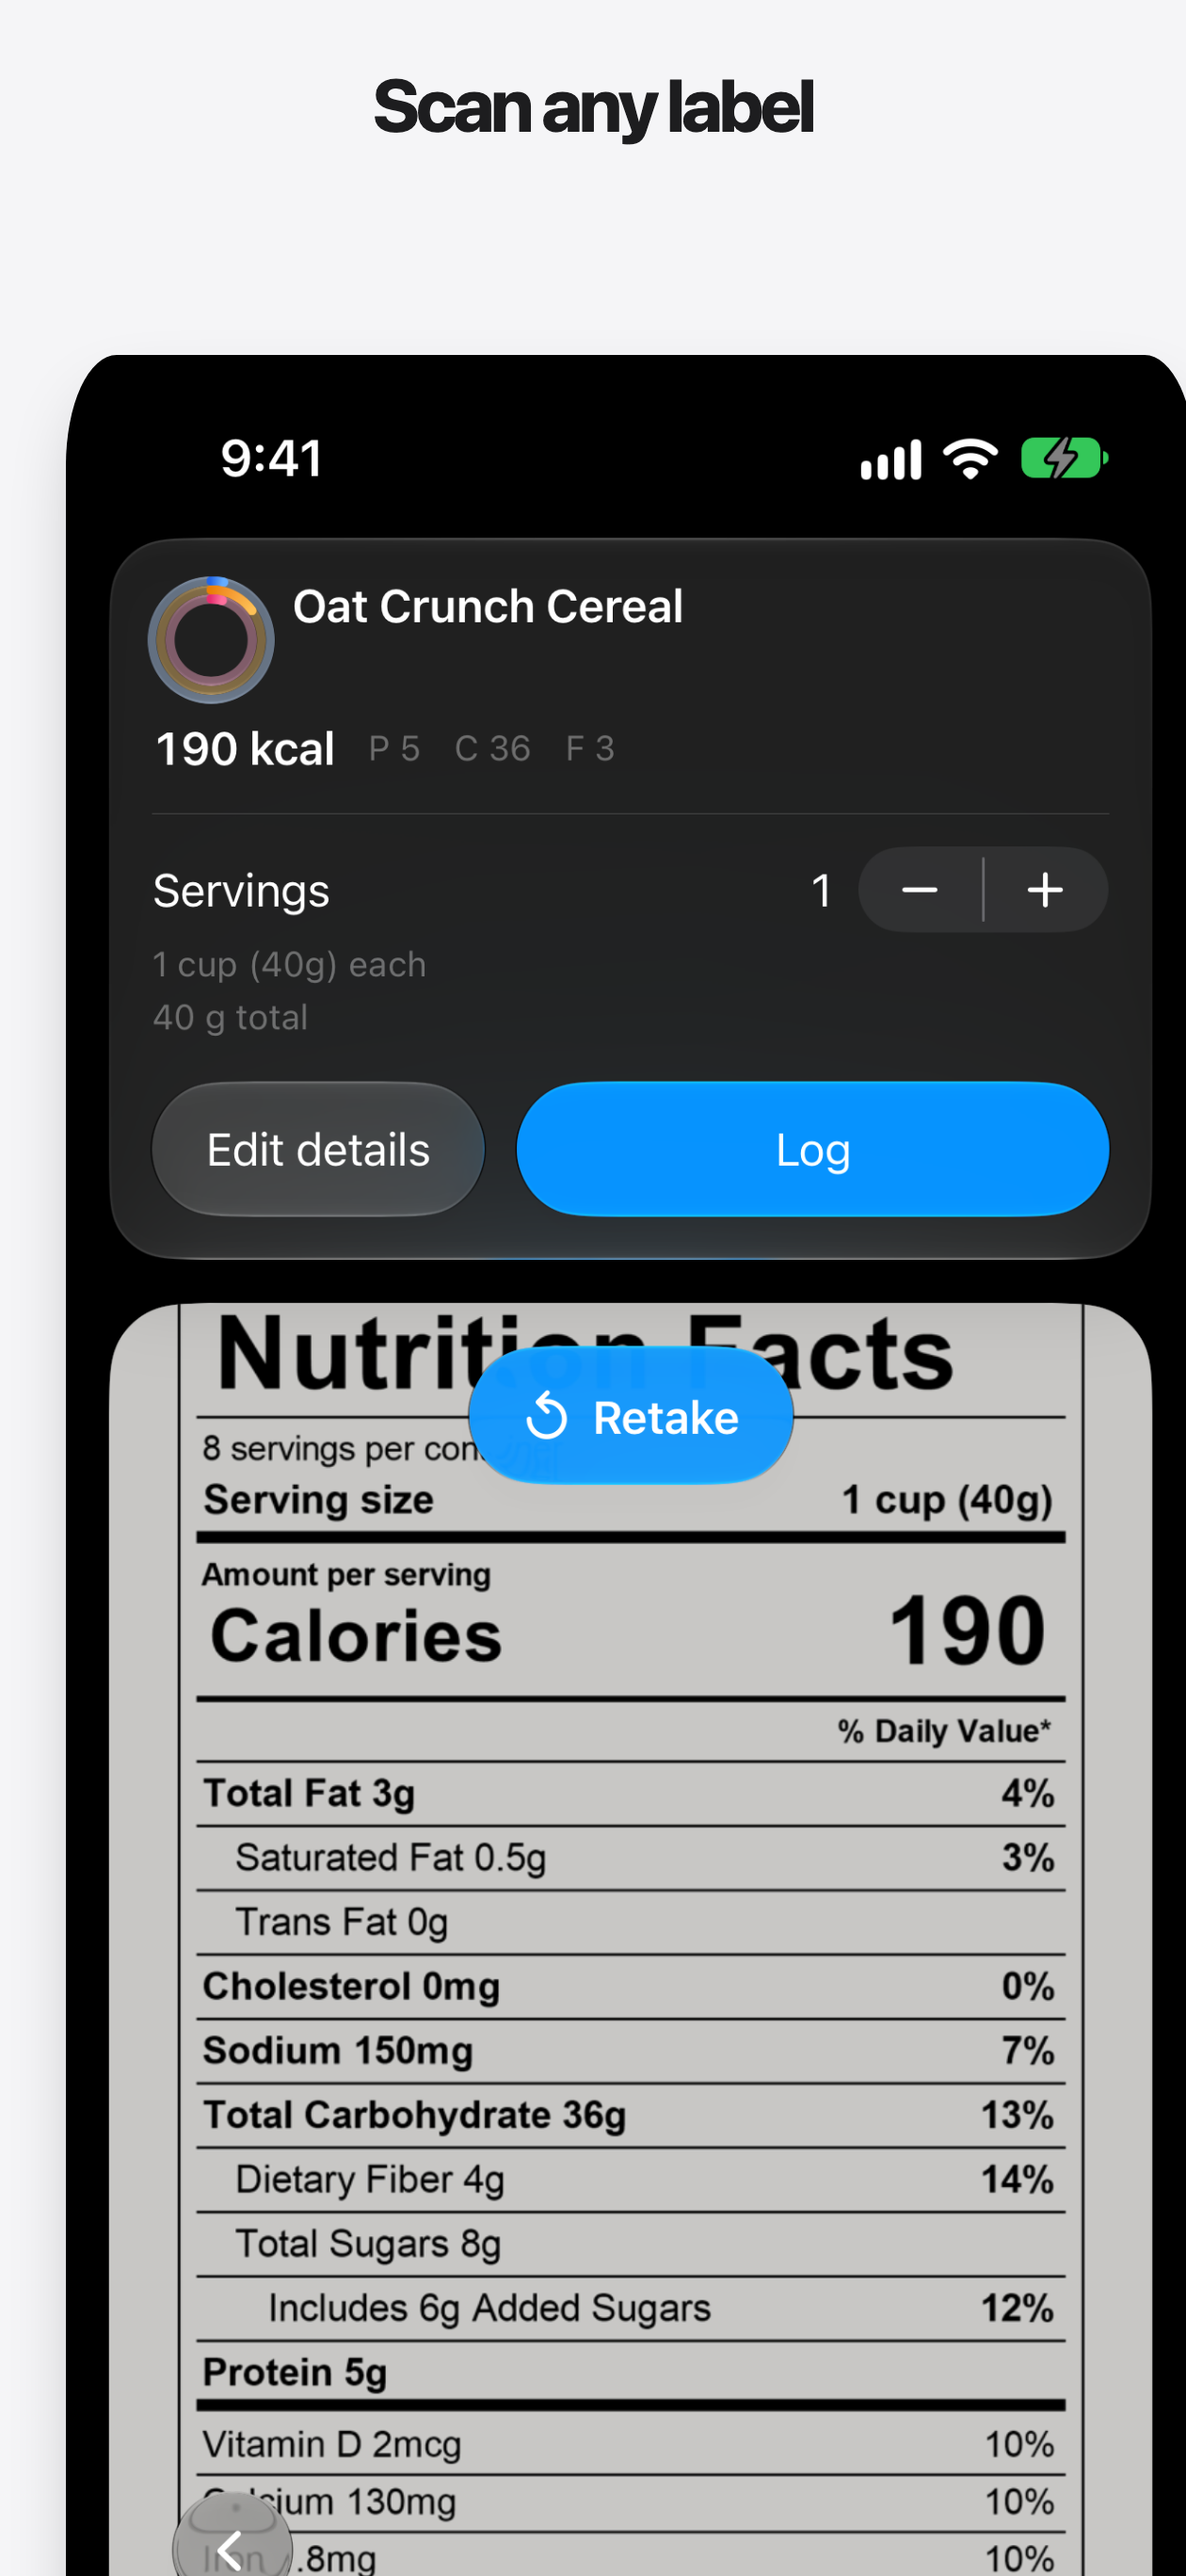 Scan any label
9:41
Oat Crunch Cereal
190 kcal P 5 C 36 F 3
Servings 1
1 cup (40g) each
40 g total
Edit details Log
Nutrition Facts
Retake
8 servings per
Serving size 1 cup (40g)
Amount per serving
Calories 190
% Daily Value*
Total Fat 3g 4%
Saturated Fat 0.5g 3%
Trans Fat 0g
Cholesterol 0mg 0%
Sodium 150mg 7%
Total Carbohydrate 36g 13%
Dietary Fiber 4g 14%
Total Sugars 8g
Includes 6g Added Sugars 12%
Protein 5g
Vitamin D 2mcg 10%
Calcium 130mg 10%
Iron .8mg 10%